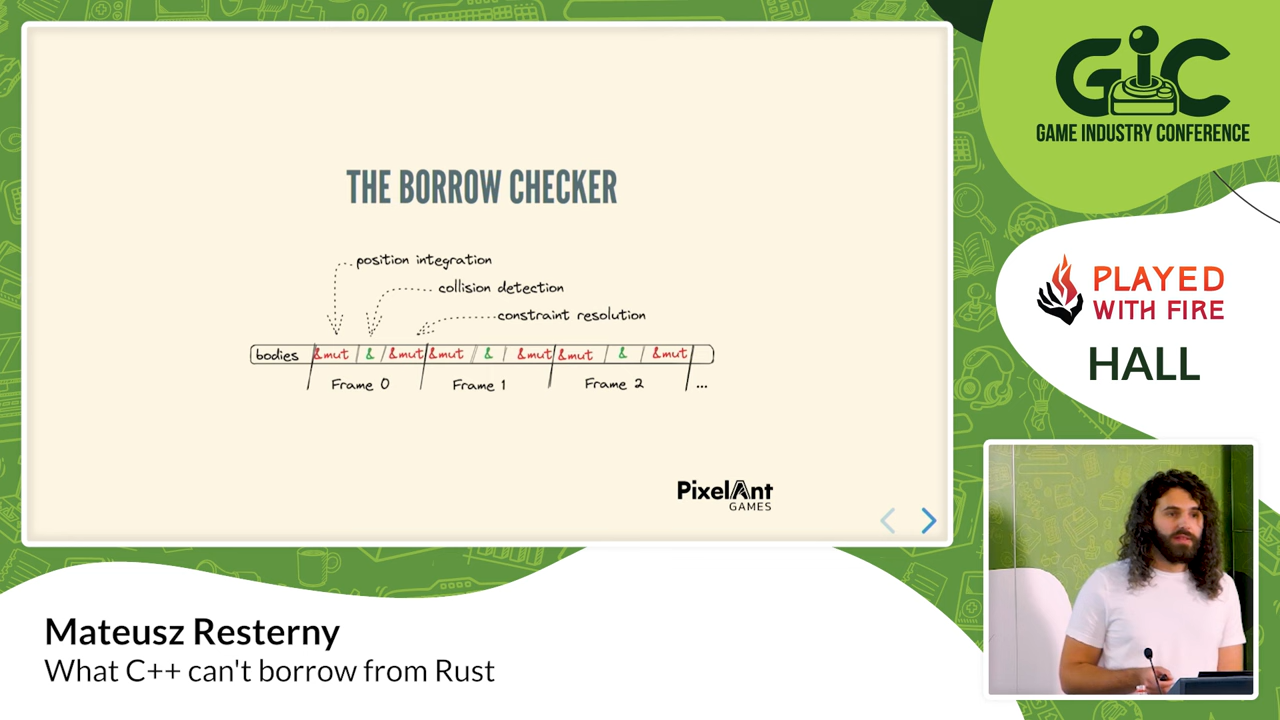 THE BORROW CHECKER
position integration
collision detection
constraint resolution
bodies &mut & &mut &mut & &mut &mut & &mut
Frame 0 Frame 1 Frame 2 ...
PixelAnt
GAMES
GIC
GAME INDUSTRY CONFERENCE
PLAYED
WITH FIRE
HALL
Mateusz Resterny
What C++ can't borrow from Rust